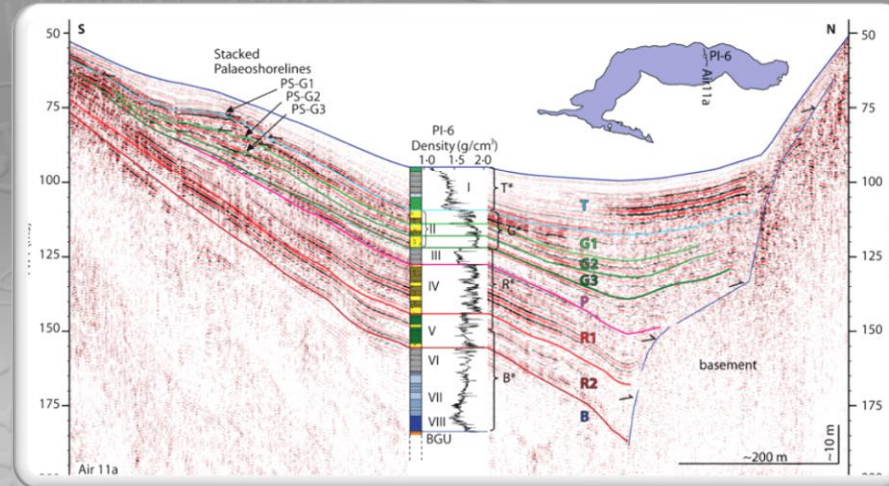 S
N
50
75
100
125
150
175
Stacked
Palaeoshorelines
PS-G1
PS-G2
PS-G3
PI-6
Density (g/cm³)
1·0 1·5 2·0
I
II
III
IV
V
VI
VII
VIII
BGU
T*
G*
R*
B*
T
G1
G2
G3
P
R1
R2
B
PI-6
Air11a
basement
50
75
100
125
150
175
~200 m
~10 m
Air 11a